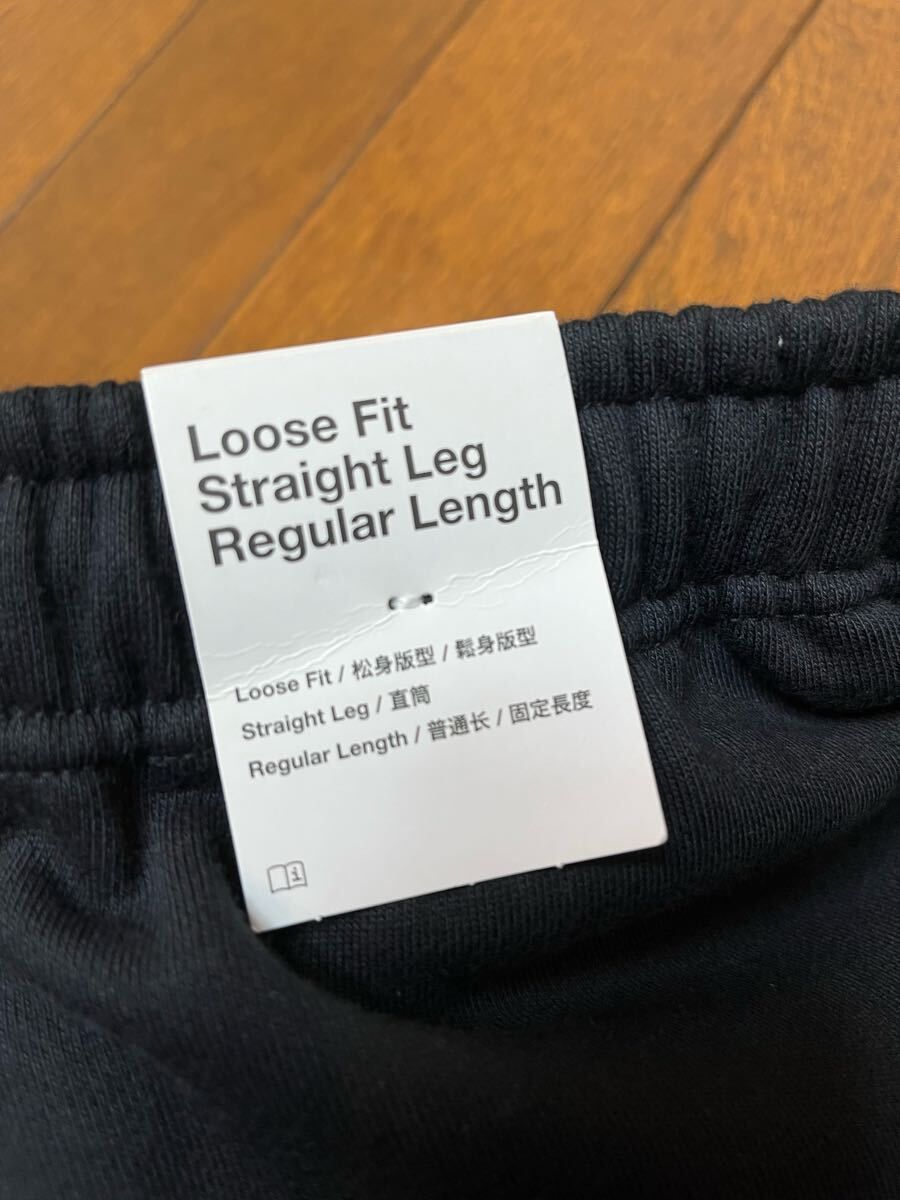 Loose Fit
Straight Leg
Regular Length
Loose Fit / 松身版型 / 鬆身版型
Straight Leg / 直筒
Regular Length / 普通长 / 固定長度
i